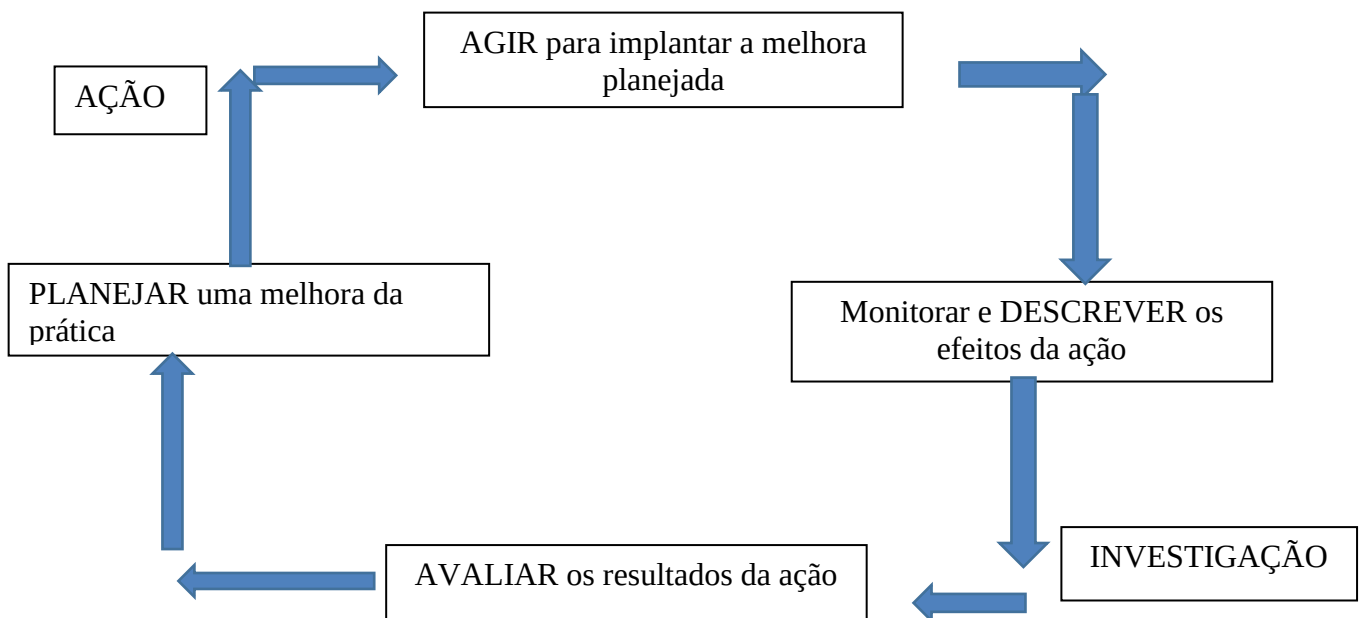 AGIR para implantar a melhora
planejada
AÇÃO
PLANEJAR uma melhora da
prática
Monitorar e DESCREVER os
efeitos da ação
INVESTIGAÇÃO
AVALIAR os resultados da ação